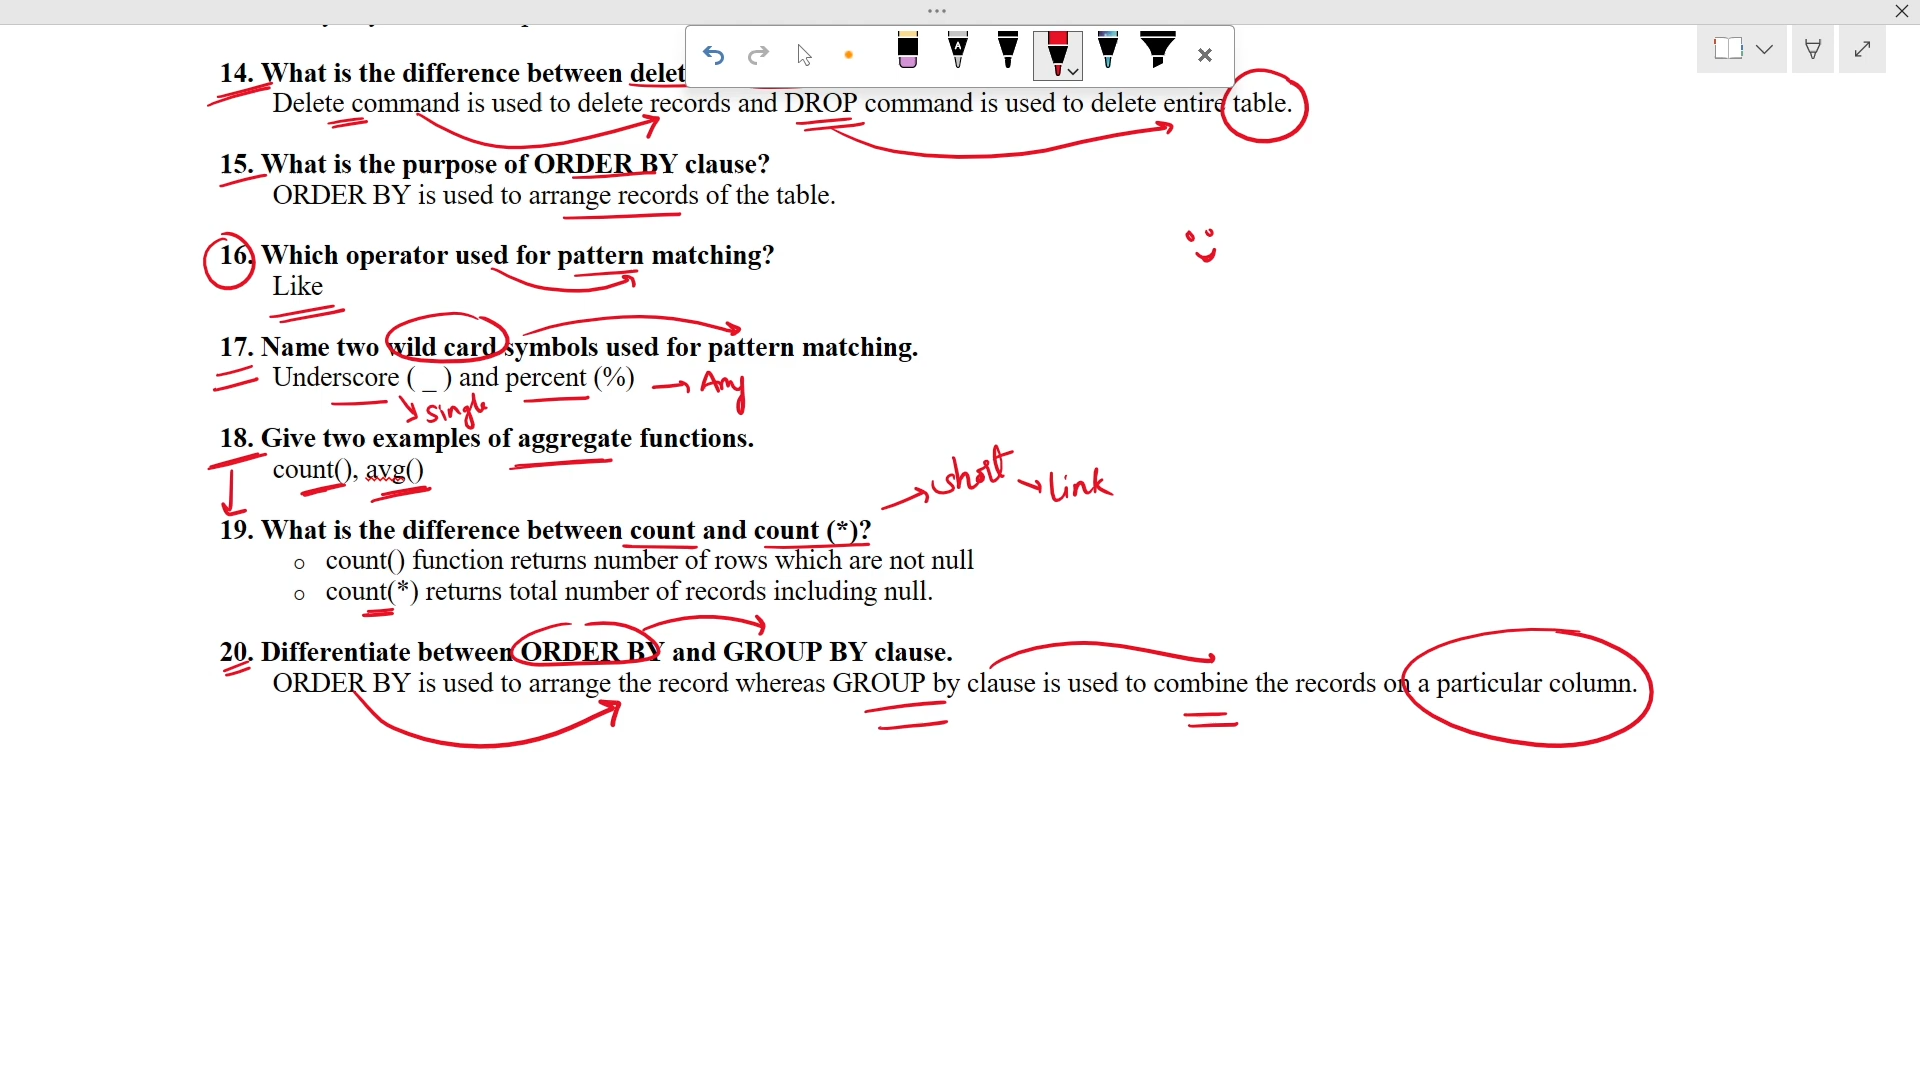 14. What is the difference between delet
Delete command is used to delete records and DROP command is used to delete entire table.
15. What is the purpose of ORDER BY clause?
ORDER BY is used to arrange records of the table.
16. Which operator used for pattern matching?
Like
17. Name two wild card symbols used for pattern matching.
Underscore ( _ ) and percent (%) → Any
single
18. Give two examples of aggregate functions.
count(), avg()
→ short → link
19. What is the difference between count and count (*)?
o count() function returns number of rows which are not null
o count(*) returns total number of records including null.
20. Differentiate between ORDER BY and GROUP BY clause.
ORDER BY is used to arrange the record whereas GROUP by clause is used to combine the records on a particular column.